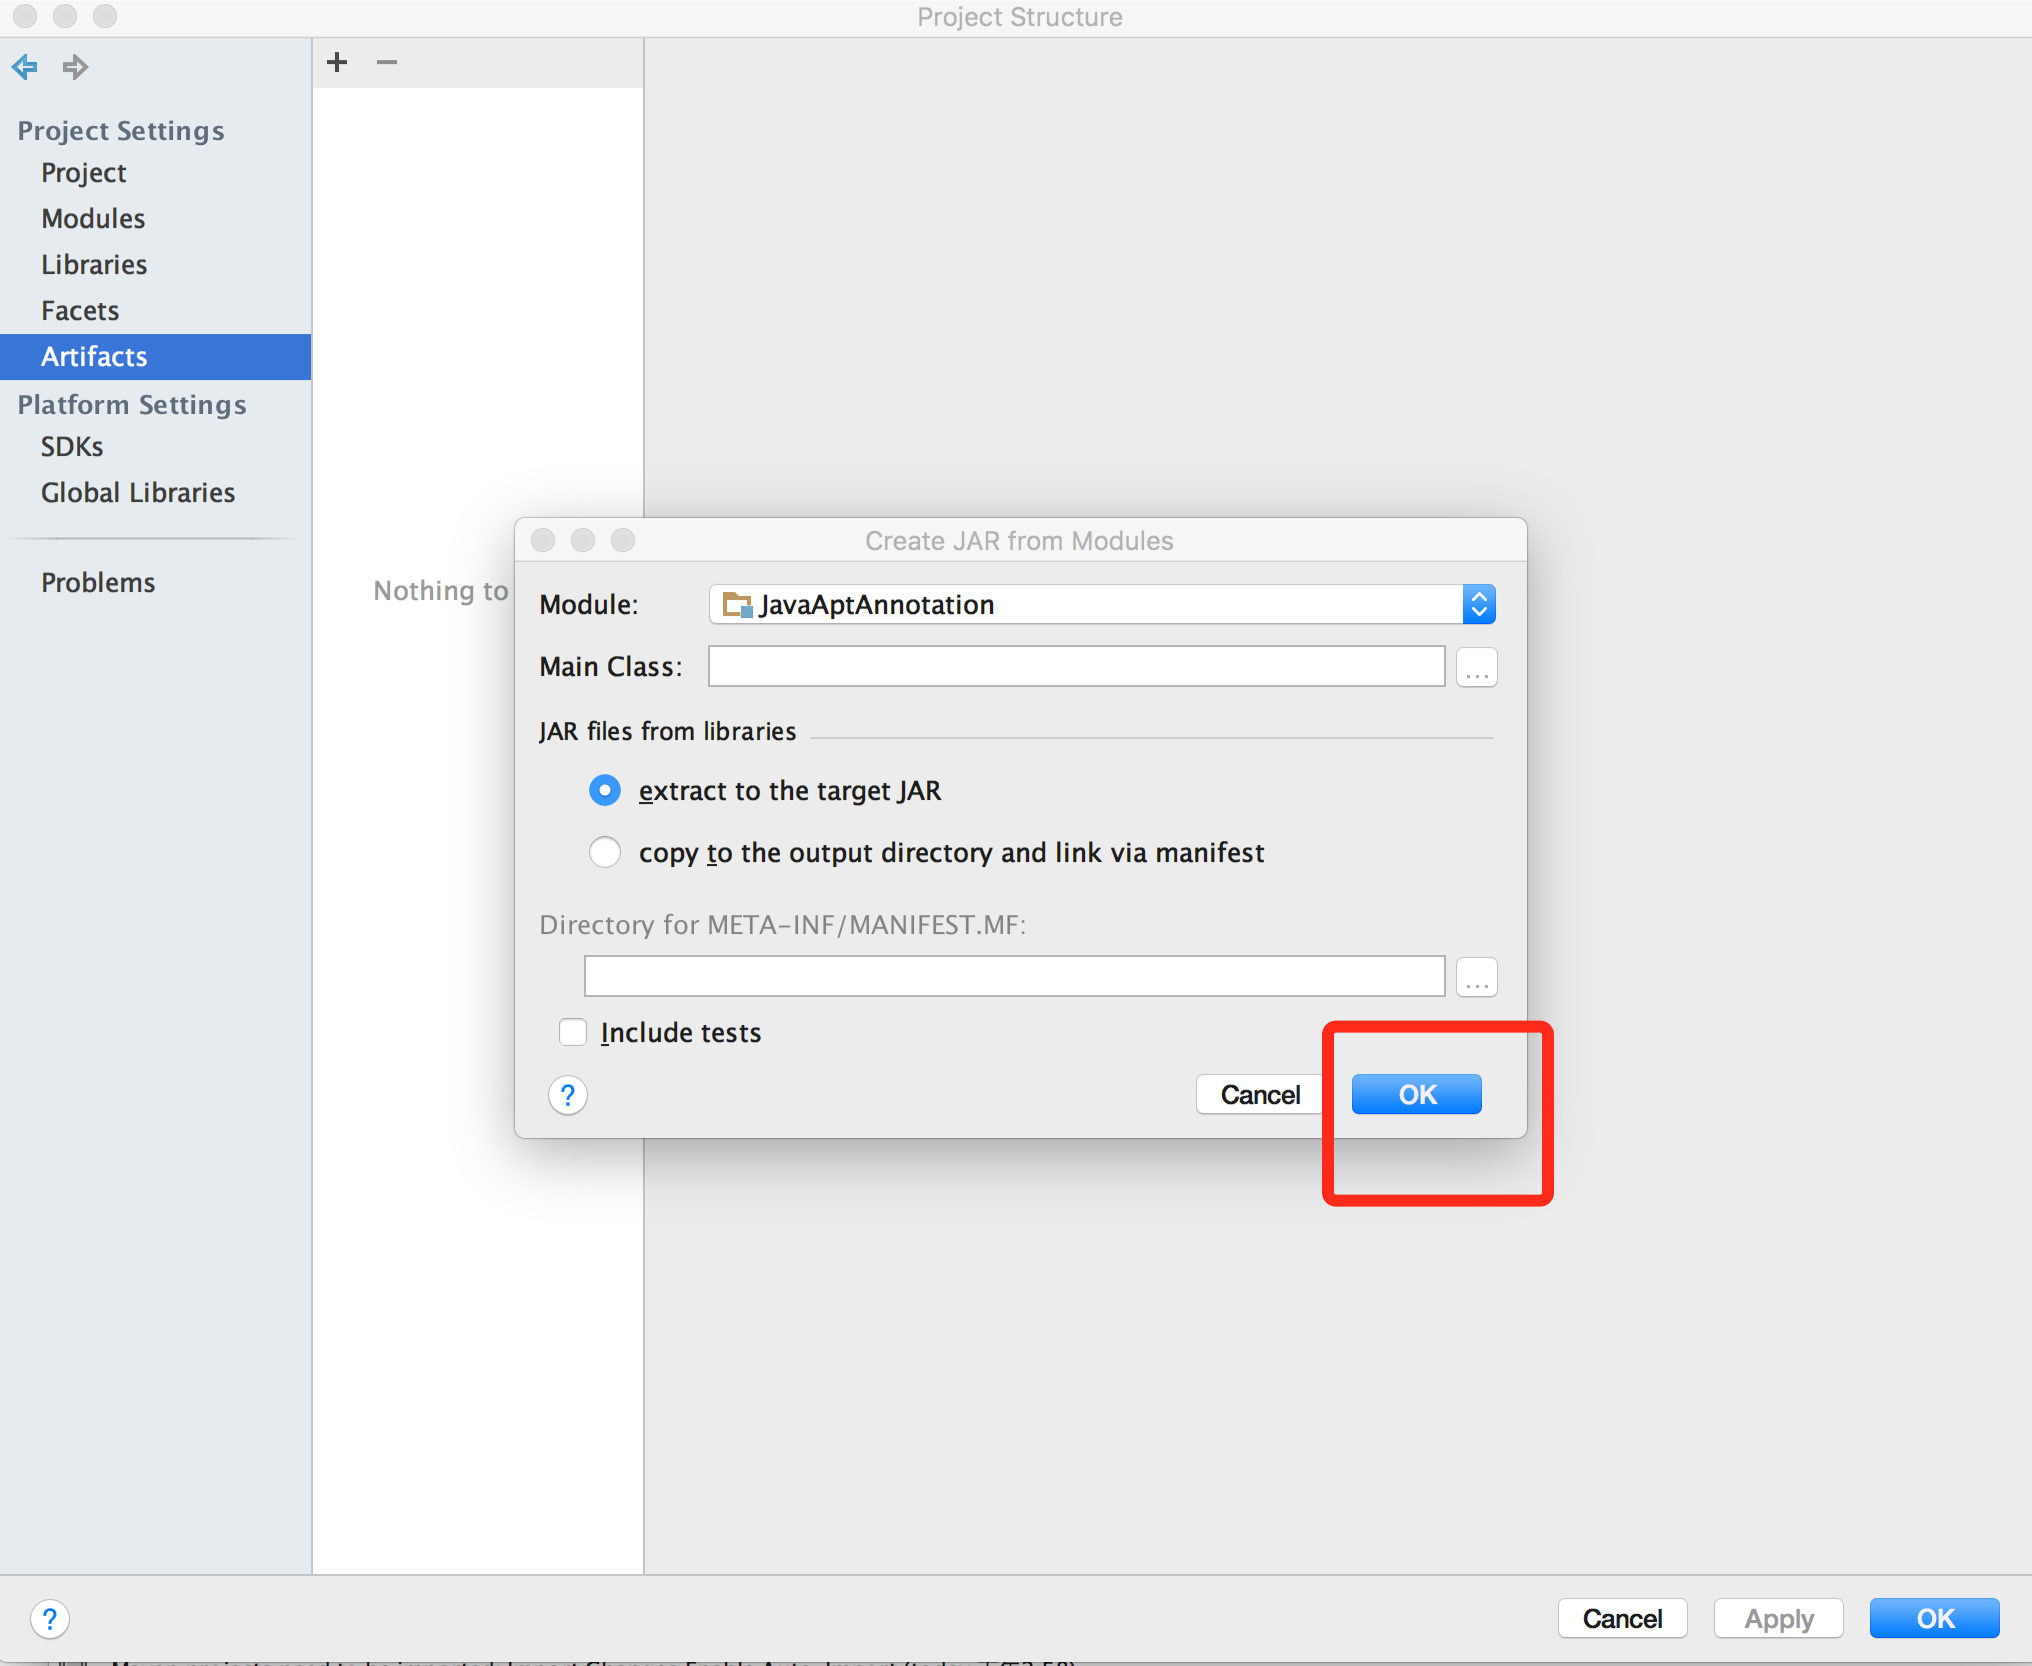 Project Structure
Project Settings
Project
Modules
Libraries
Facets
Artifacts
Platform Settings
SDKs
Global Libraries
Problems
Nothing to
Create JAR from Modules
Module:
JavaAptAnnotation
Main Class:
...
JAR files from libraries
extract to the target JAR
copy to the output directory and link via manifest
Directory for META-INF/MANIFEST.MF:
...
Include tests
?
Cancel
OK
?
Cancel
Apply
OK